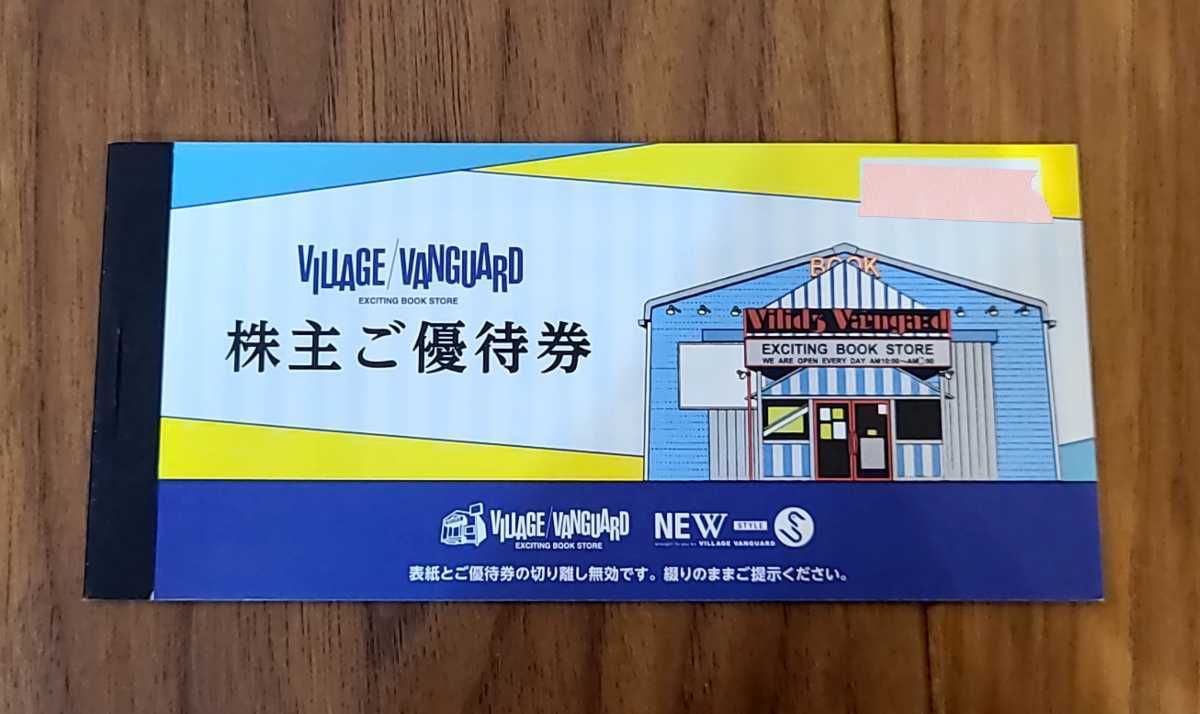 VILLAGE/VANGUARD
EXCITING BOOK STORE
株主ご優待券
BOOK
EXCITING BOOK STORE
WE ARE OPEN EVERY DAY AM10:00～
VILLAGE/VANGUARD
EXCITING BOOK STORE
NEW STYLE
VILLAGE VANGUARD
表紙とご優待券の切り離し無効です。綴りのままご提示ください。